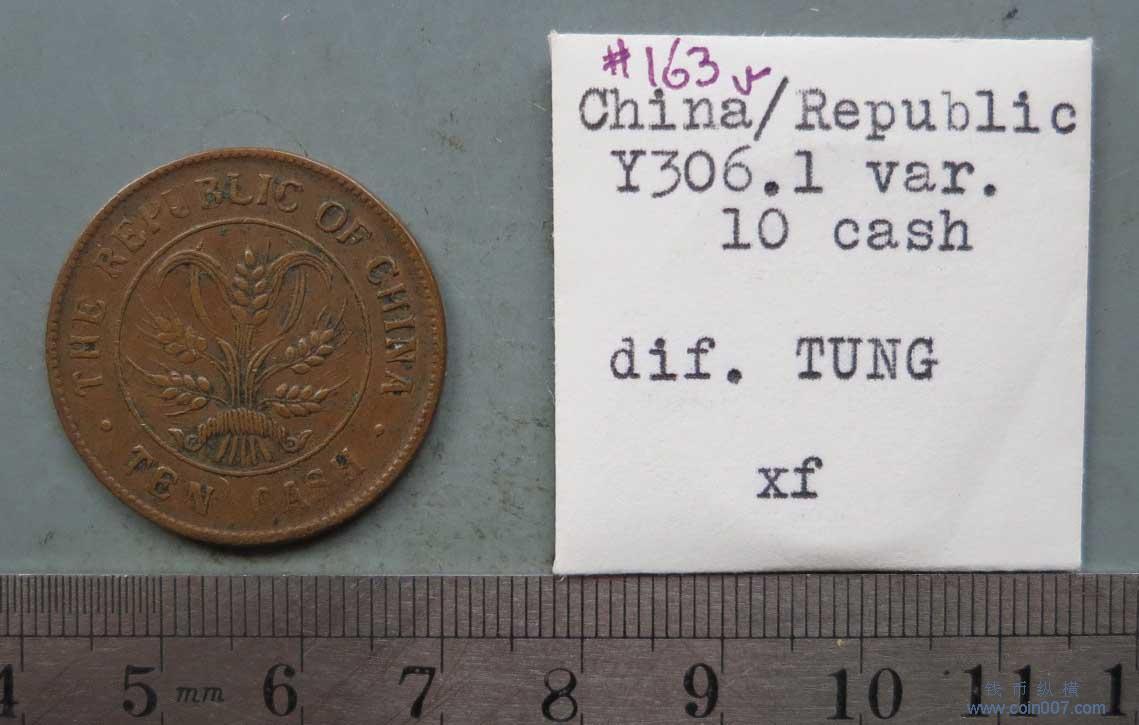 THE REPUBLIC OF CHINA
· TEN CASH ·
#163 v
China/Republic
Y306.1 var.
10 cash
dif. TUNG
xf
4 5 mm 6 7 8 9 10 11 1
钱币纵横
www.coin007.com